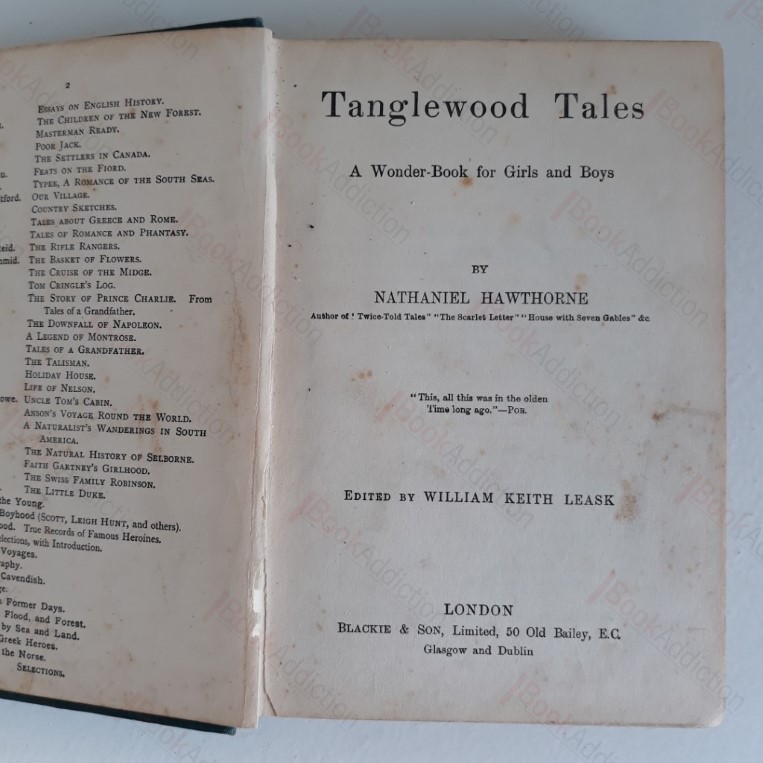 2
ESSAYS ON ENGLISH HISTORY.
THE CHILDREN OF THE NEW FOREST.
MASTERMAN READY.
POOR JACK.
THE SETTLERS IN CANADA.
FEATS ON THE FIORD.
TYPEE, A ROMANCE OF THE SOUTH SEAS.
tford. OUR VILLAGE.
COUNTRY SKETCHES.
TALES ABOUT GREECE AND ROME.
TALES OF ROMANCE AND PHANTASY.
eid. THE RIFLE RANGERS.
hmid. THE BASKET OF FLOWERS.
THE CRUISE OF THE MIDGE.
TOM CRINGLE'S LOG.
THE STORY OF PRINCE CHARLIE. From
Tales of a Grandfather.
THE DOWNFALL OF NAPOLEON.
A LEGEND OF MONTROSE.
TALES OF A GRANDFATHER.
THE TALISMAN.
HOLIDAY HOUSE.
LIFE OF NELSON.
owe. UNCLE TOM'S CABIN.
ANSON'S VOYAGE ROUND THE WORLD.
A NATURALIST'S WANDERINGS IN SOUTH
AMERICA.
THE NATURAL HISTORY OF SELBORNE.
FAITH GARTNEY'S GIRLHOOD.
THE SWISS FAMILY ROBINSON.
THE LITTLE DUKE.
the Young.
Boyhood (SCOTT, LEIGH HUNT, and others).
ood. True Records of Famous Heroines.
elections, with Introduction.
Voyages.
raphy.
Cavendish.
ge.
n Former Days.
Flood, and Forest.
by Sea and Land.
Greek Heroes.
the Norse.
SELECTIONS.
Tanglewood Tales
A Wonder-Book for Girls and Boys
BY
NATHANIEL HAWTHORNE
Author of "Twice-Told Tales" "The Scarlet Letter" "House with Seven Gables" &c.
"This, all this was in the olden
Time long ago."—POE.
EDITED BY WILLIAM KEITH LEASK
LONDON
BLACKIE & SON, Limited, 50 Old Bailey, E.C.
Glasgow and Dublin
BookAddiction